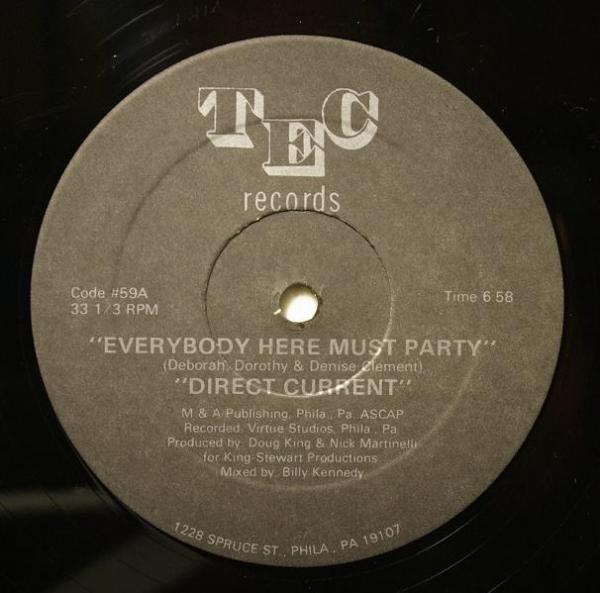 TEC
records
Code #59A
33 1/3 RPM
Time 6:58
"EVERYBODY HERE MUST PARTY"
(Deborah, Dorothy & Denise Clement)
"DIRECT CURRENT"
M & A Publishing, Phila., Pa. ASCAP
Recorded: Virtue Studios, Phila., Pa.
Produced by: Doug King & Nick Martinelli
for King-Stewart Productions
Mixed by: Billy Kennedy
1228 SPRUCE ST., PHILA., PA 19107